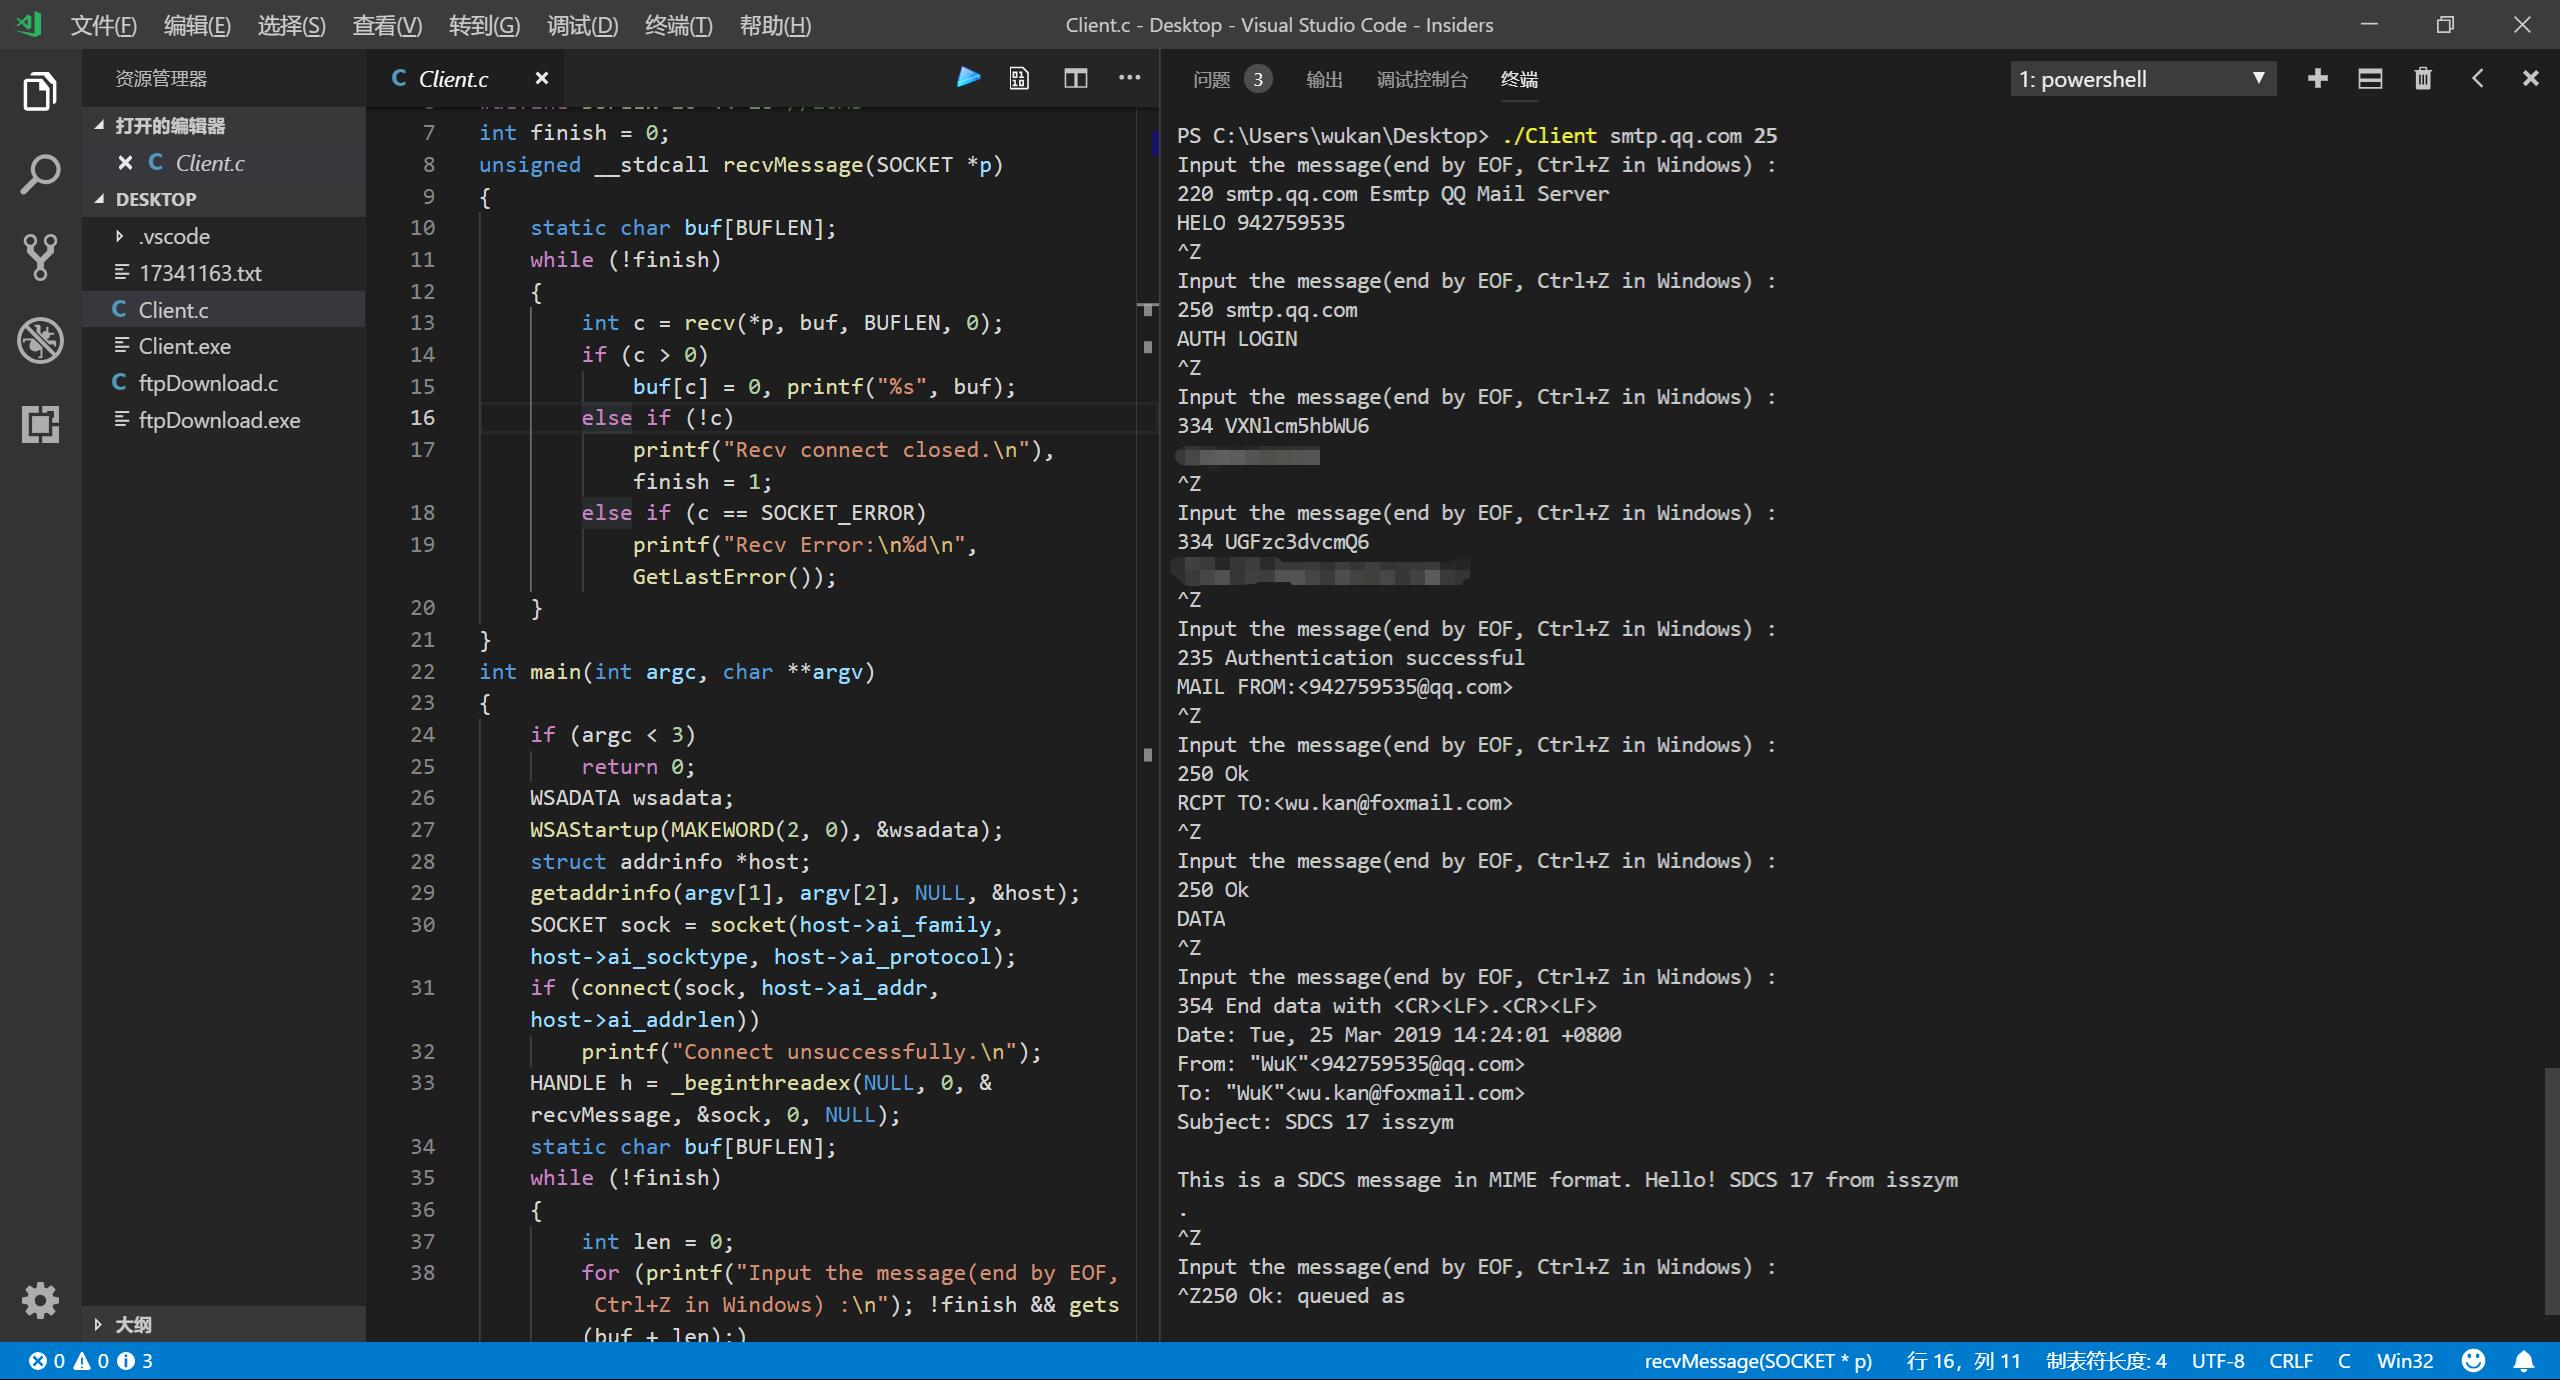 文件(F) 编辑(E) 选择(S) 查看(V) 转到(G) 调试(D) 终端(T) 帮助(H)
Client.c - Desktop - Visual Studio Code - Insiders
资源管理器
打开的编辑器
Client.c
DESKTOP
.vscode
17341163.txt
Client.c
Client.exe
ftpDownload.c
ftpDownload.exe
大纲
Client.c
7 int finish = 0;
8 unsigned __stdcall recvMessage(SOCKET *p)
9 {
10 static char buf[BUFLEN];
11 while (!finish)
12 {
13 int c = recv(*p, buf, BUFLEN, 0);
14 if (c > 0)
15 buf[c] = 0, printf("%s", buf);
16 else if (!c)
17 printf("Recv connect closed.\n"),
finish = 1;
18 else if (c == SOCKET_ERROR)
19 printf("Recv Error:\n%d\n",
GetLastError());
20 }
21 }
22 int main(int argc, char **argv)
23 {
24 if (argc < 3)
25 return 0;
26 WSADATA wsadata;
27 WSAStartup(MAKEWORD(2, 0), &wsadata);
28 struct addrinfo *host;
29 getaddrinfo(argv[1], argv[2], NULL, &host);
30 SOCKET sock = socket(host->ai_family,
host->ai_socktype, host->ai_protocol);
31 if (connect(sock, host->ai_addr,
host->ai_addrlen))
32 printf("Connect unsuccessfully.\n");
33 HANDLE h = _beginthreadex(NULL, 0, &
recvMessage, &sock, 0, NULL);
34 static char buf[BUFLEN];
35 while (!finish)
36 {
37 int len = 0;
38 for (printf("Input the message(end by EOF,
Ctrl+Z in Windows) :\n"); !finish && gets
(buf + len);)
问题 3 输出 调试控制台 终端
1: powershell
PS C:\Users\wukan\Desktop> ./Client smtp.qq.com 25
Input the message(end by EOF, Ctrl+Z in Windows) :
220 smtp.qq.com Esmtp QQ Mail Server
HELO 942759535
^Z
Input the message(end by EOF, Ctrl+Z in Windows) :
250 smtp.qq.com
AUTH LOGIN
^Z
Input the message(end by EOF, Ctrl+Z in Windows) :
334 VXNlcm5hbWU6
^Z
Input the message(end by EOF, Ctrl+Z in Windows) :
334 UGFzc3dvcmQ6
^Z
Input the message(end by EOF, Ctrl+Z in Windows) :
235 Authentication successful
MAIL FROM:<942759535@qq.com>
^Z
Input the message(end by EOF, Ctrl+Z in Windows) :
250 Ok
RCPT TO:<wu.kan@foxmail.com>
^Z
Input the message(end by EOF, Ctrl+Z in Windows) :
250 Ok
DATA
^Z
Input the message(end by EOF, Ctrl+Z in Windows) :
354 End data with <CR><LF>.<CR><LF>
Date: Tue, 25 Mar 2019 14:24:01 +0800
From: "WuK"<942759535@qq.com>
To: "WuK"<wu.kan@foxmail.com>
Subject: SDCS 17 isszym
This is a SDCS message in MIME format. Hello! SDCS 17 from isszym
.
^Z
Input the message(end by EOF, Ctrl+Z in Windows) :
^Z250 Ok: queued as
0 0 3
recvMessage(SOCKET * p) 行 16，列 11 制表符长度: 4 UTF-8 CRLF C Win32